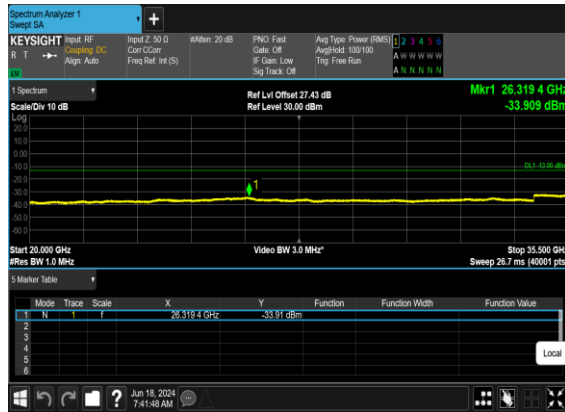 Spectrum Analyzer 1
Swept SA
+
KEYSIGHT Input: RF Input Z: 50 Ω #Atten: 20 dB PNO: Fast Avg Type: Power (RMS) 1 2 3 4 5 6
R T Coupling: DC Corr CCorr Gate: Off Avg|Hold: 100/100 A W W W W W
Align: Auto Freq Ref: Int (S) IF Gain: Low Trig: Free Run
LU Sig Track: Off A N N N N N
1 Spectrum Ref Lvl Offset 27.43 dB Mkr1 26.319 4 GHz
Scale/Div 10 dB Ref Level 30.00 dBm -33.909 dBm
Log
20.0
10.0
0.00
-10.0 DL1 -13.00 dBm
-20.0
1
-30.0
-40.0
-50.0
-60.0
Start 20.000 GHz Video BW 3.0 MHz* Stop 35.500 GHz
#Res BW 1.0 MHz Sweep 26.7 ms (40001 pts
5 Marker Table
Mode Trace Scale X Y Function Function Width Function Value
1 N 1 f 26.319 4 GHz -33.91 dBm
2
3
4
5
6
Local
? Jun 18, 2024
7:41:48 AM